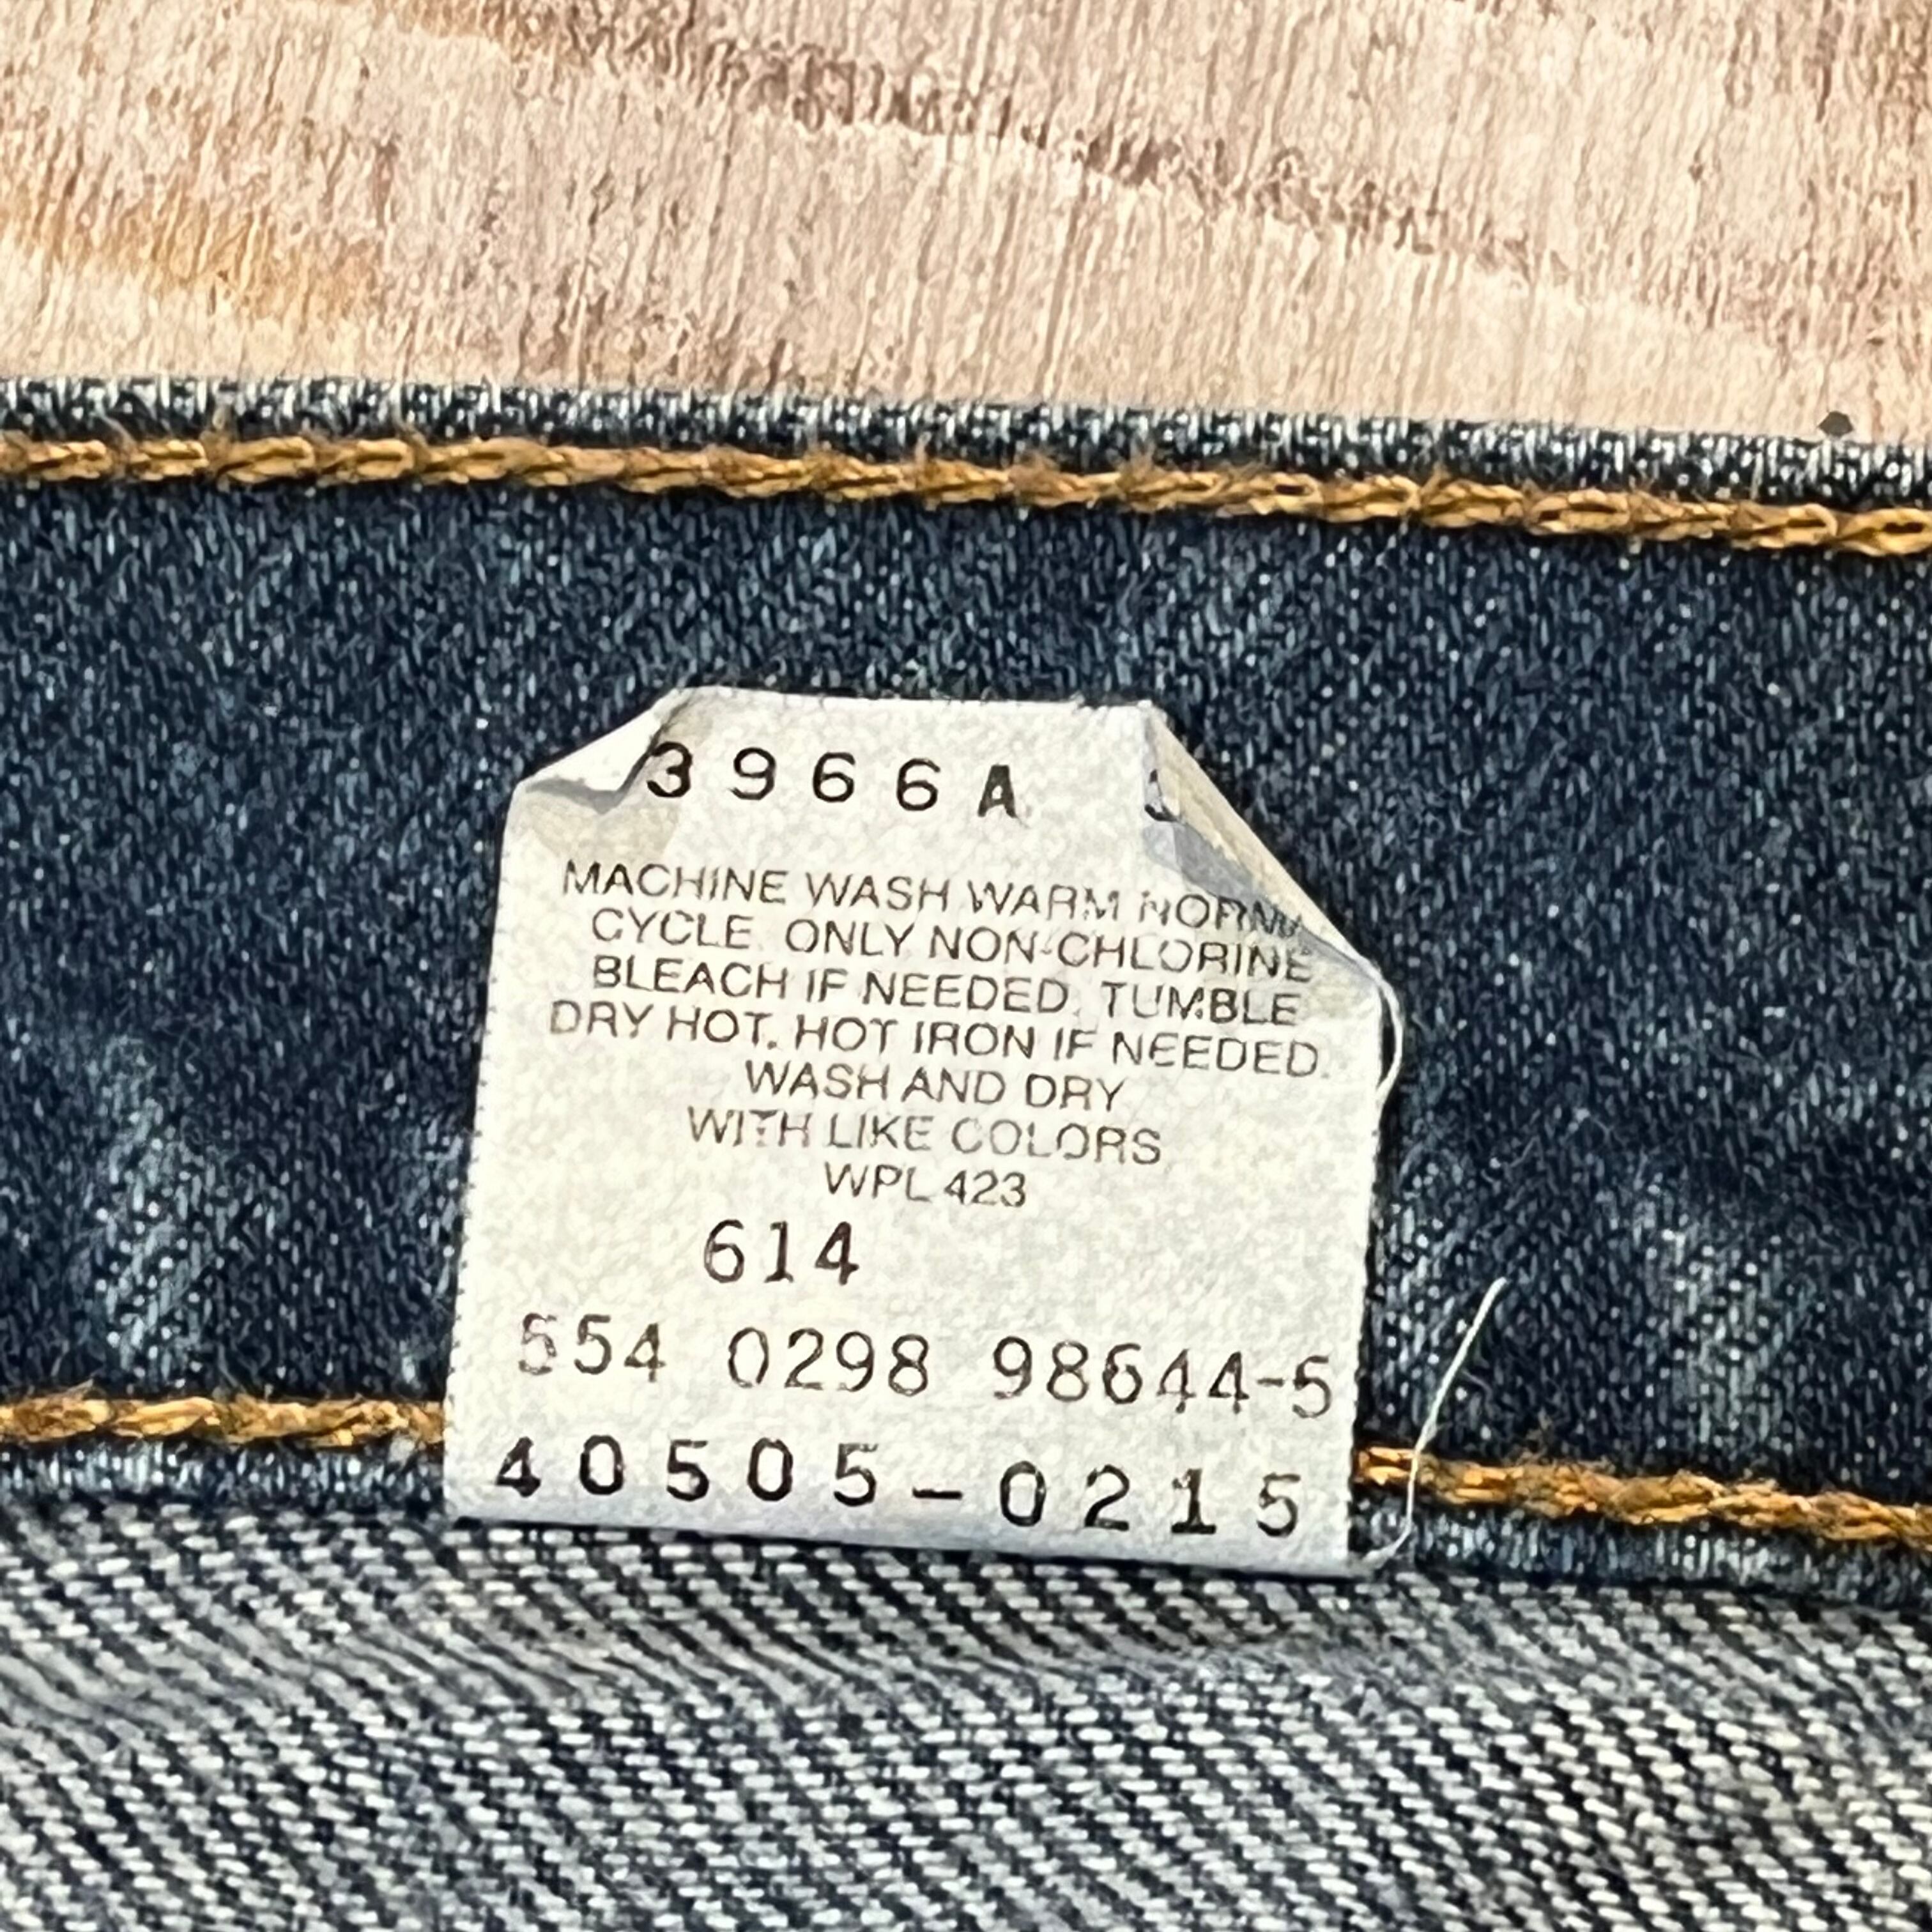 3966A
MACHINE WASH WARM
CYCLE. ONLY NON-CHLORINE
BLEACH IF NEEDED. TUMBLE
DRY HOT. HOT IRON IF NEEDED.
WASH AND DRY
WITH LIKE COLORS
WPL 423
614
554 0298 98644-5
40505-0215